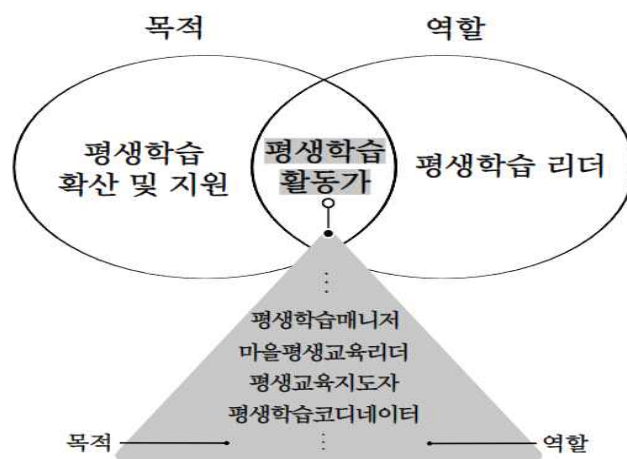 목적
역할
평생학습
확산 및 지원
평생학습
활동가
평생학습 리더
⋮
평생학습매니저
마을평생교육리더
평생교육지도자
평생학습코디네이터
⋮
목적
역할